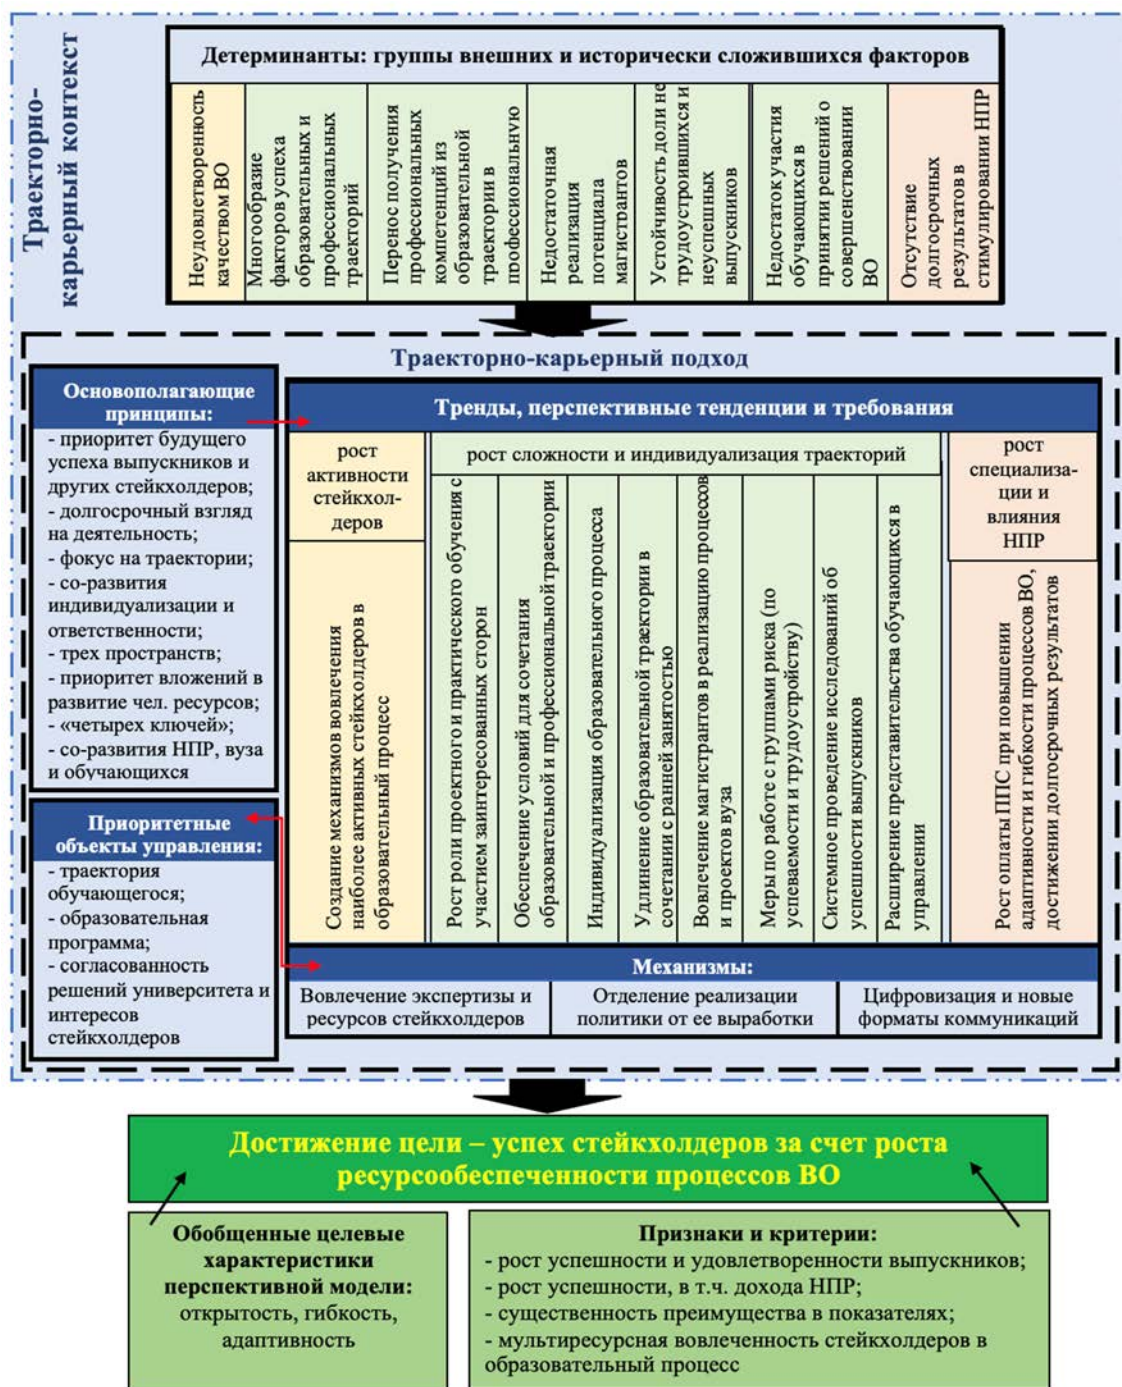 Траекторно-
карьерный контекст
Детерминанты: группы внешних и исторически сложившихся факторов
Неудовлетворенность
качеством ВО
Многообразие
факторов успеха
образовательных и
профессиональных
траекторий
Перенос получения
профессиональных
компетенций из
образовательной
траектории в
профессиональную
Недостаточная
реализация
потенциала
магистрантов
Устойчивость доли не
трудоустроившихся и
неуспешных
выпускников
Недостаток участия
обучающихся в
принятии решений о
совершенствовании
ВО
Отсутствие
долгосрочных
результатов в
стимулировании НПР
Траекторно-карьерный подход
Основополагающие
принципы:
- приоритет будущего
успеха выпускников и
других стейкхолдеров;
- долгосрочный взгляд
на деятельность;
- фокус на траектории;
- со-развития
индивидуализации и
ответственности;
- трех пространств;
- приоритет вложений в
развитие чел. ресурсов;
- «четырех ключей»;
- со-развития НПР, вуза
и обучающихся
Приоритетные
объекты управления:
- траектория
обучающегося;
- образовательная
программа;
- согласованность
решений университета и
интересов
стейкхолдеров
Тренды, перспективные тенденции и требования
рост
активности
стейкхол-
деров
Создание механизмов вовлечения
наиболее активных стейкхолдеров в
образовательный процесс
рост сложности и индивидуализация траекторий
Рост роли проектного и практического обучения с
участием заинтересованных сторон
Обеспечение условий для сочетания
образовательной и профессиональной траектории
Индивидуализация образовательного процесса
Удлинение образовательной траектории в
сочетании с ранней занятостью
Вовлечение магистрантов в реализацию процессов
и проектов вуза
Меры по работе с группами риска (по
успеваемости и трудоустройству)
Системное проведение исследований об
успешности выпускников
Расширение представительства обучающихся в
управлении
рост
специализа-
ции и
влияния
НПР
Рост оплаты ППС при повышении
адаптивности и гибкости процессов ВО,
достижении долгосрочных результатов
Механизмы:
Вовлечение экспертизы и
ресурсов стейкхолдеров
Отделение реализации
политики от ее выработки
Цифровизация и новые
форматы коммуникаций
Достижение цели – успех стейкхолдеров за счет роста
ресурсообеспеченности процессов ВО
Обобщенные целевые
характеристики
перспективной модели:
открытость, гибкость,
адаптивность
Признаки и критерии:
- рост успешности и удовлетворенности выпускников;
- рост успешности, в т.ч. дохода НПР;
- существенность преимущества в показателях;
- мультиресурсная вовлеченность стейкхолдеров в
образовательный процесс